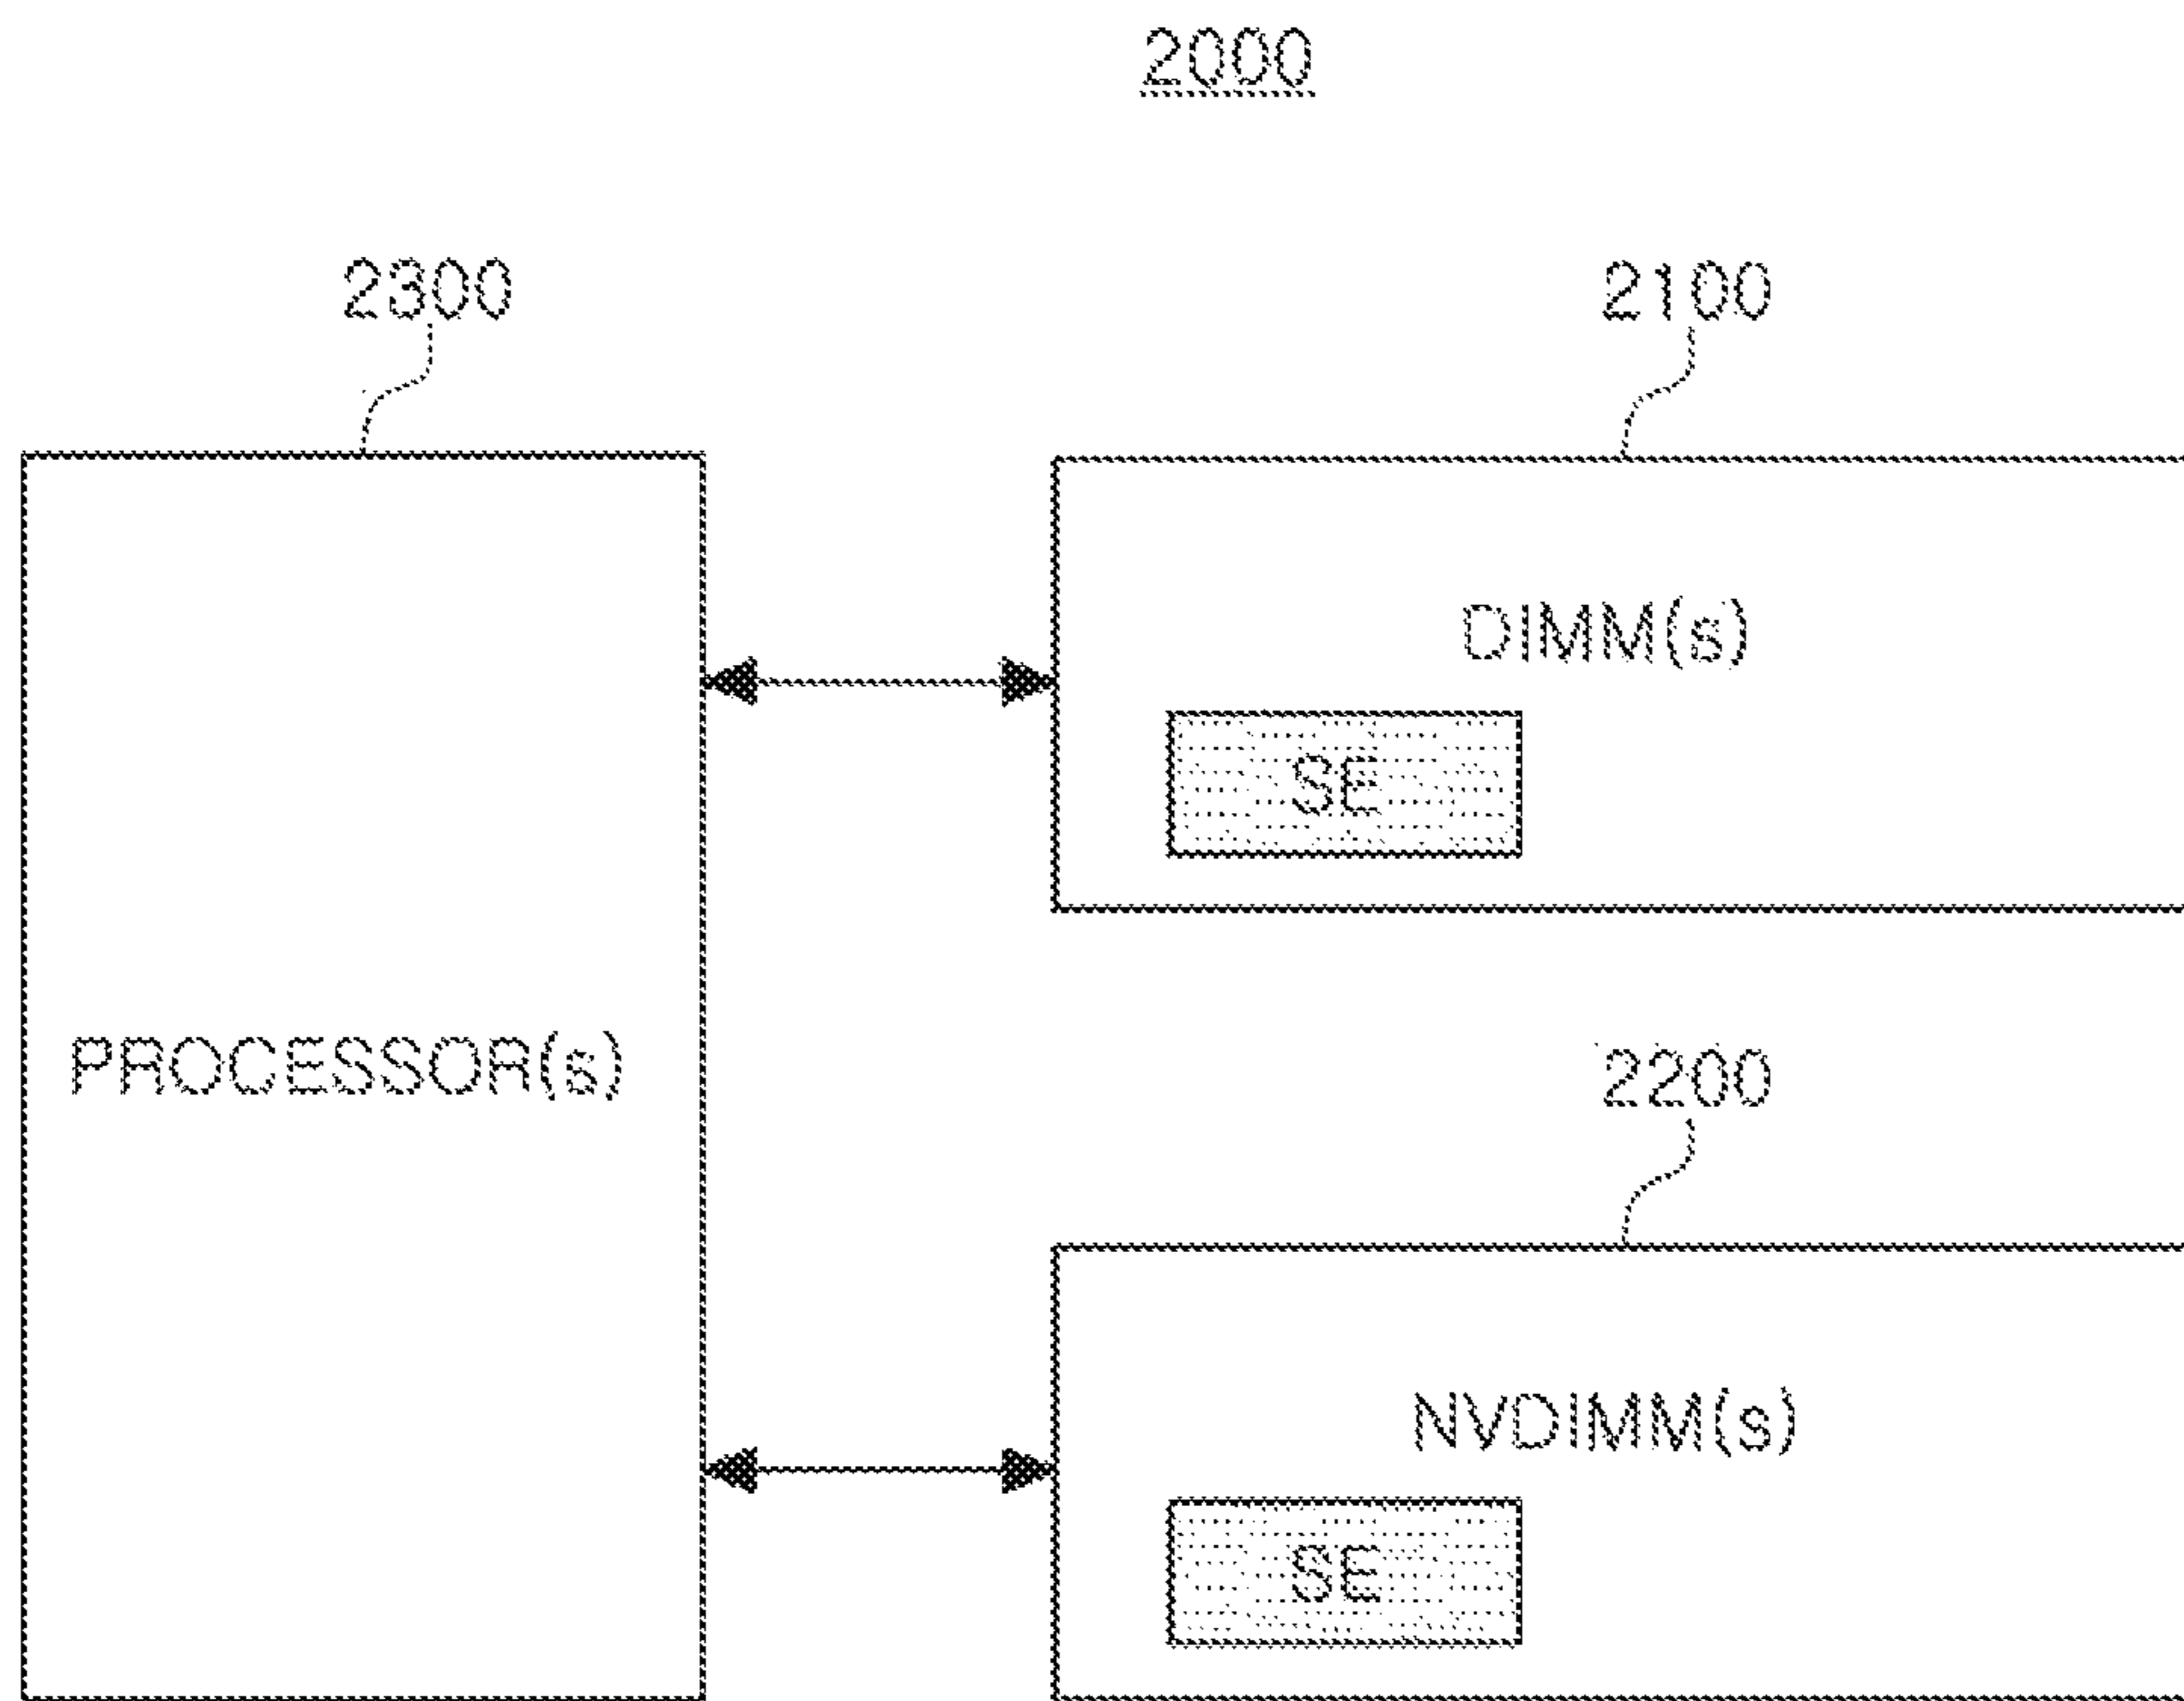 2000
2300
2100
DIMM(s)
SE
PROCESSOR(s)
2200
NVDIMM(s)
SE